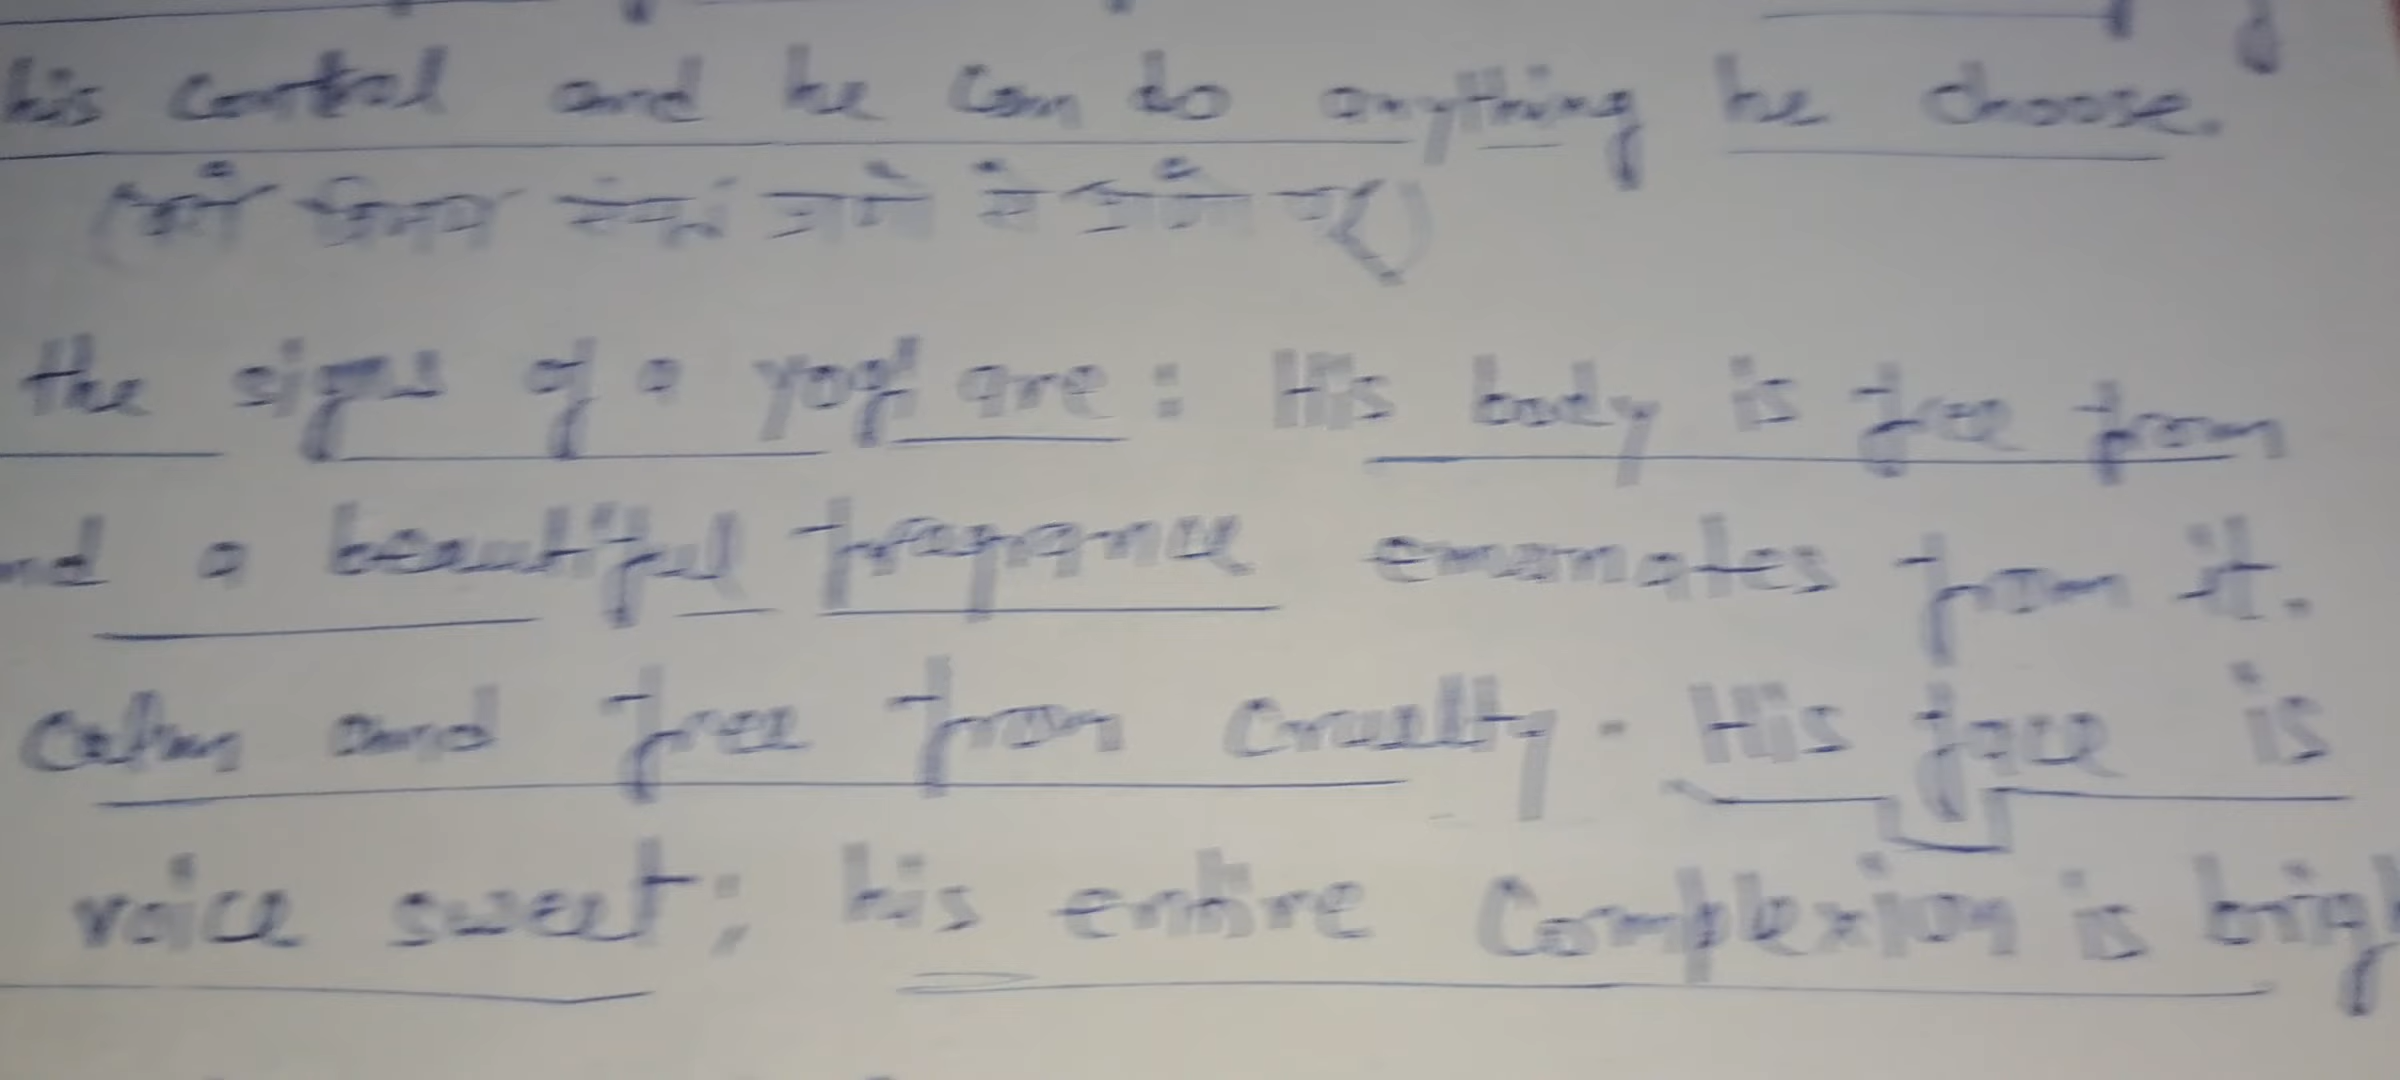 his control and he can do anything he choose.
the signs of a yogi are: His body is free from
nd a beautiful fragrance emanates from it.
calm and free from cruelty. His face is
voice sweet; his entire complexion is brigh